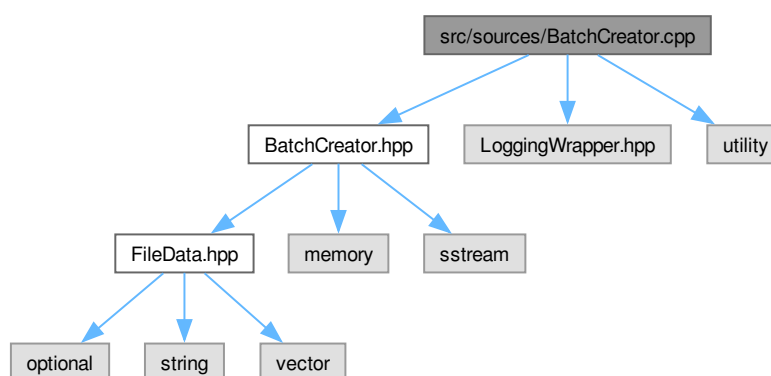 src/sources/BatchCreator.cpp
BatchCreator.hpp
LoggingWrapper.hpp
utility
FileData.hpp
memory
sstream
optional
string
vector